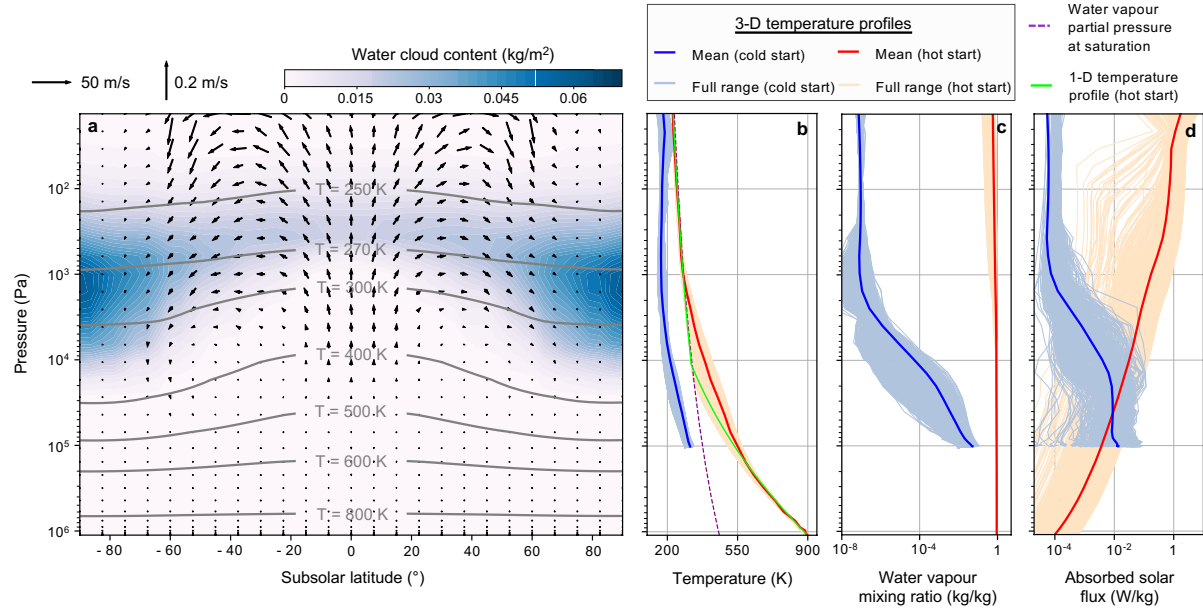 50 m/s
0.2 m/s
Water cloud content (kg/m²)
0 0.015 0.03 0.045 0.06
3-D temperature profiles
Mean (cold start) Mean (hot start)
Full range (cold start) Full range (hot start)
Water vapour
partial pressure
at saturation
1-D temperature
profile (hot start)
a
b
c
d
T = 250 K
T = 270 K
T = 300 K
T = 400 K
T = 500 K
T = 600 K
T = 800 K
Pressure (Pa)
10²
10³
10⁴
10⁵
10⁶
- 80 -60 -40 -20 0 20 40 60 80
Subsolar latitude (°)
200 550 900
Temperature (K)
10⁻⁸ 10⁻⁴ 1
Water vapour
mixing ratio (kg/kg)
10⁻⁴ 10⁻² 1
Absorbed solar
flux (W/kg)